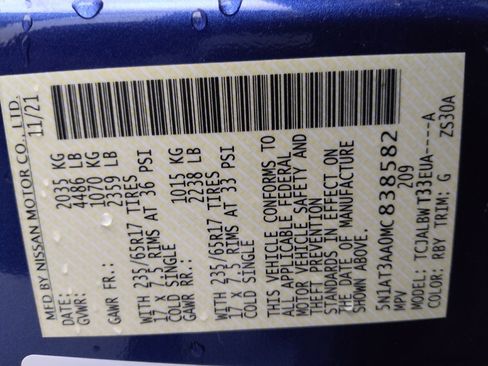 MFD BY NISSAN MOTOR CO., LTD.
11/21
GVWR: 2035 KG
4486 LB
GAWR FR.: 1070 KG
2359 LB
WITH 235/65R17 TIRES
17 x 7.5 RIMS AT 36 PSI
COLD SINGLE
GAWR RR.: 1015 KG
2238 LB
WITH 235/65R17 TIRES
17 x 7.5 RIMS AT 33 PSI
COLD SINGLE
THIS VEHICLE CONFORMS TO
ALL APPLICABLE FEDERAL
MOTOR VEHICLE SAFETY AND
THEFT PREVENTION
STANDARDS IN EFFECT ON
THE DATE OF MANUFACTURE
SHOWN ABOVE.
5N1AT3AA0MC838582
MPV 209
MODEL: TCJALBWT33EUA-----A
COLOR: RBY TRIM: G ZS30A